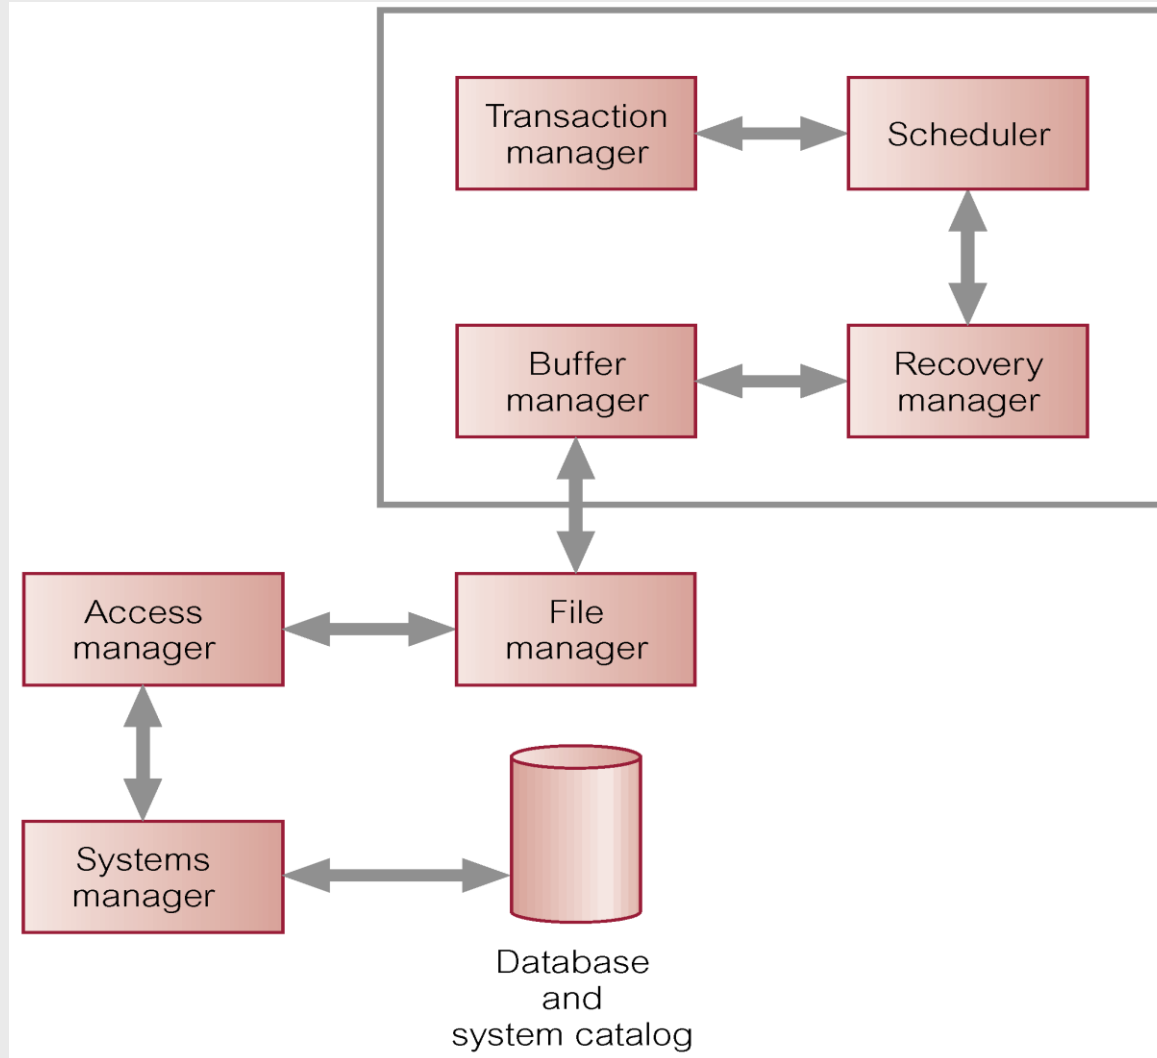 Transaction
manager
Scheduler
Buffer
manager
Recovery
manager
Access
manager
File
manager
Systems
manager
Database
and
system catalog